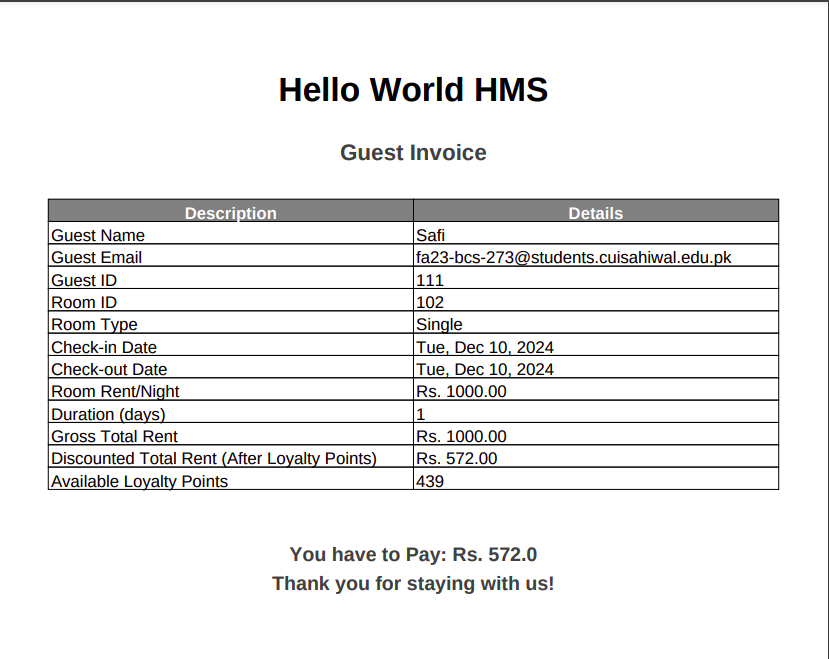 Hello World HMS
Guest Invoice
Description Details
Guest Name Safi
Guest Email fa23-bcs-273@students.cuisahiwal.edu.pk
Guest ID 111
Room ID 102
Room Type Single
Check-in Date Tue, Dec 10, 2024
Check-out Date Tue, Dec 10, 2024
Room Rent/Night Rs. 1000.00
Duration (days) 1
Gross Total Rent Rs. 1000.00
Discounted Total Rent (After Loyalty Points) Rs. 572.00
Available Loyalty Points 439
You have to Pay: Rs. 572.0
Thank you for staying with us!